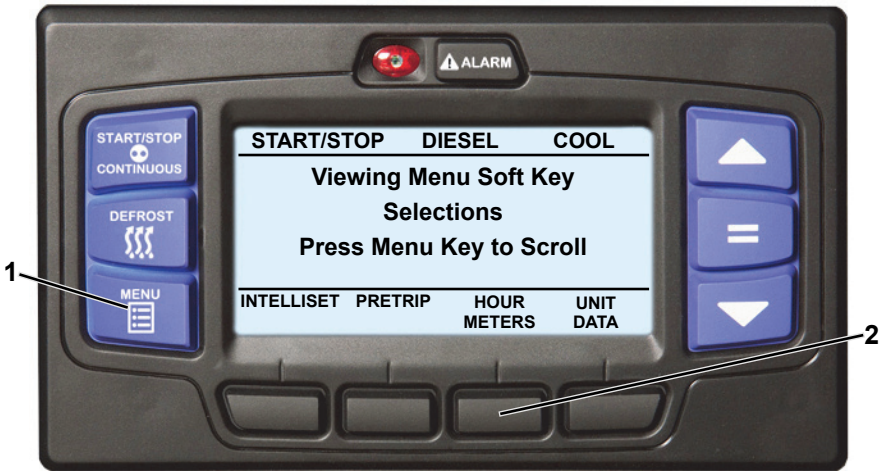 ALARM
START/STOP
CONTINUOUS
DEFROST
MENU
START/STOP DIESEL COOL
Viewing Menu Soft Key
Selections
Press Menu Key to Scroll
INTELLISET PRETRIP HOUR METERS UNIT DATA
1
2